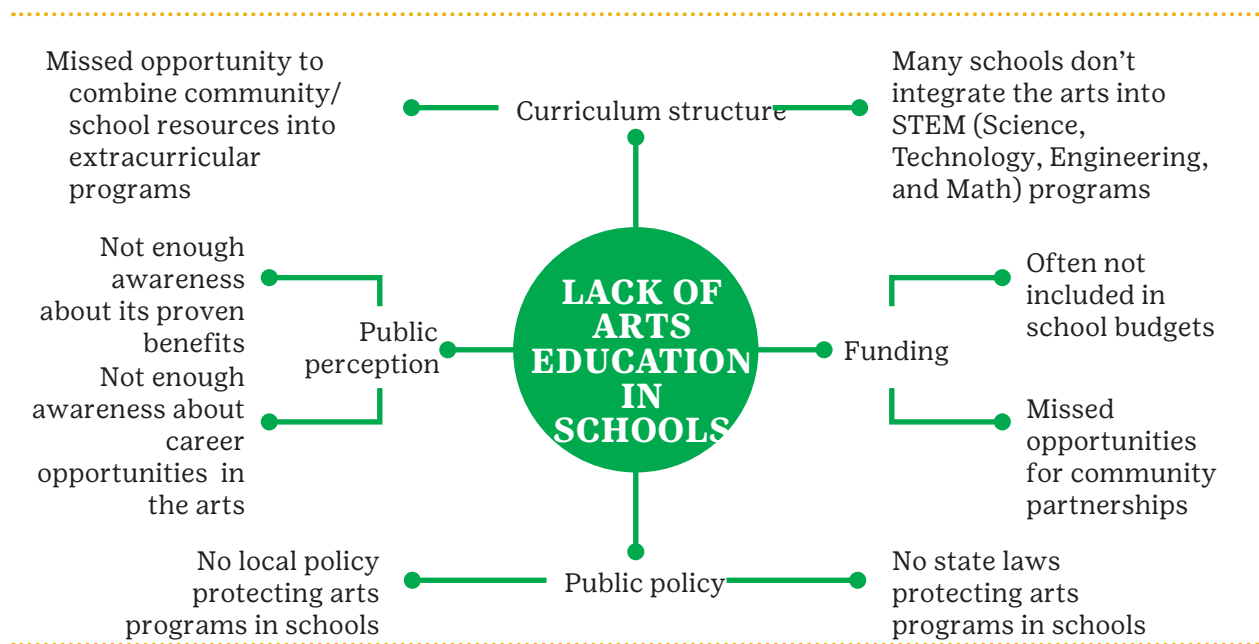 Missed opportunity to
combine community/
school resources into
extracurricular
programs
Curriculum structure
Many schools don’t
integrate the arts into
STEM (Science,
Technology, Engineering,
and Math) programs
Not enough
awareness
about its proven
benefits
Not enough
awareness about
career
opportunities in
the arts
Public
perception
LACK OF
ARTS
EDUCATION
IN
SCHOOLS
Funding
Often not
included in
school budgets
Missed
opportunities
for community
partnerships
No local policy
protecting arts
programs in schools
Public policy
No state laws
protecting arts
programs in schools